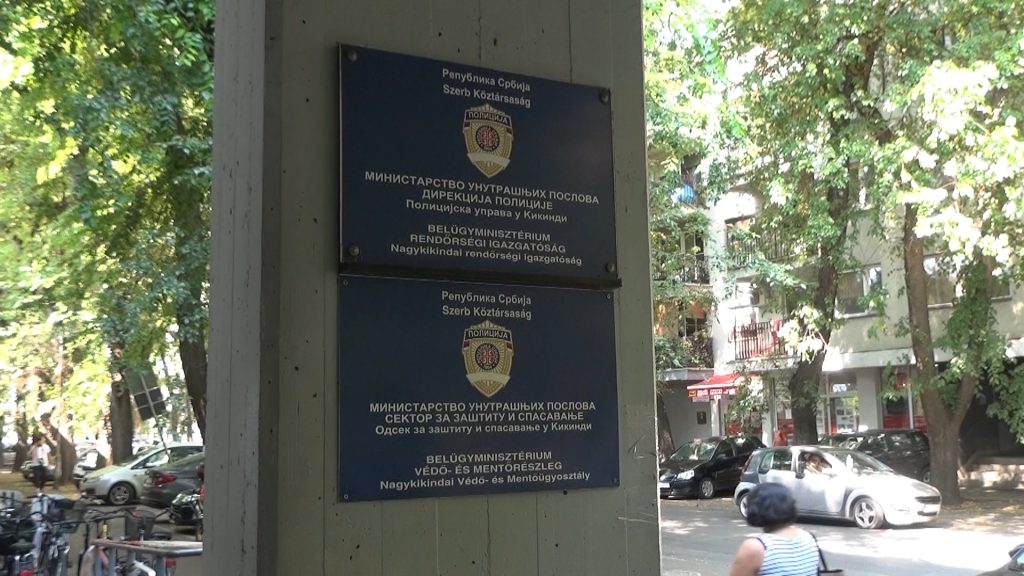 Република Србија
Szerb Köztársaság
ПОЛИЦИЈА
МИНИСТАРСТВО УНУТРАШЊИХ ПОСЛОВА
ДИРЕКЦИЈА ПОЛИЦИЈЕ
Полицијска управа у Кикинди
BELÜGYMINISZTÉRIUM
RENDŐRSÉGI IGAZGATÓSÁG
Nagykikindai rendőrségi igazgatóság
Република Србија
Szerb Köztársaság
ПОЛИЦИЈА
МИНИСТАРСТВО УНУТРАШЊИХ ПОСЛОВА
СЕКТОР ЗА ЗАШТИТУ И СПАСАВАЊЕ
Одсек за заштиту и спасавање у Кикинди
BELÜGYMINISZTÉRIUM
VÉDŐ- ÉS MENTŐRÉSZLEG
Nagykikindai Védő- és Mentőügyosztály